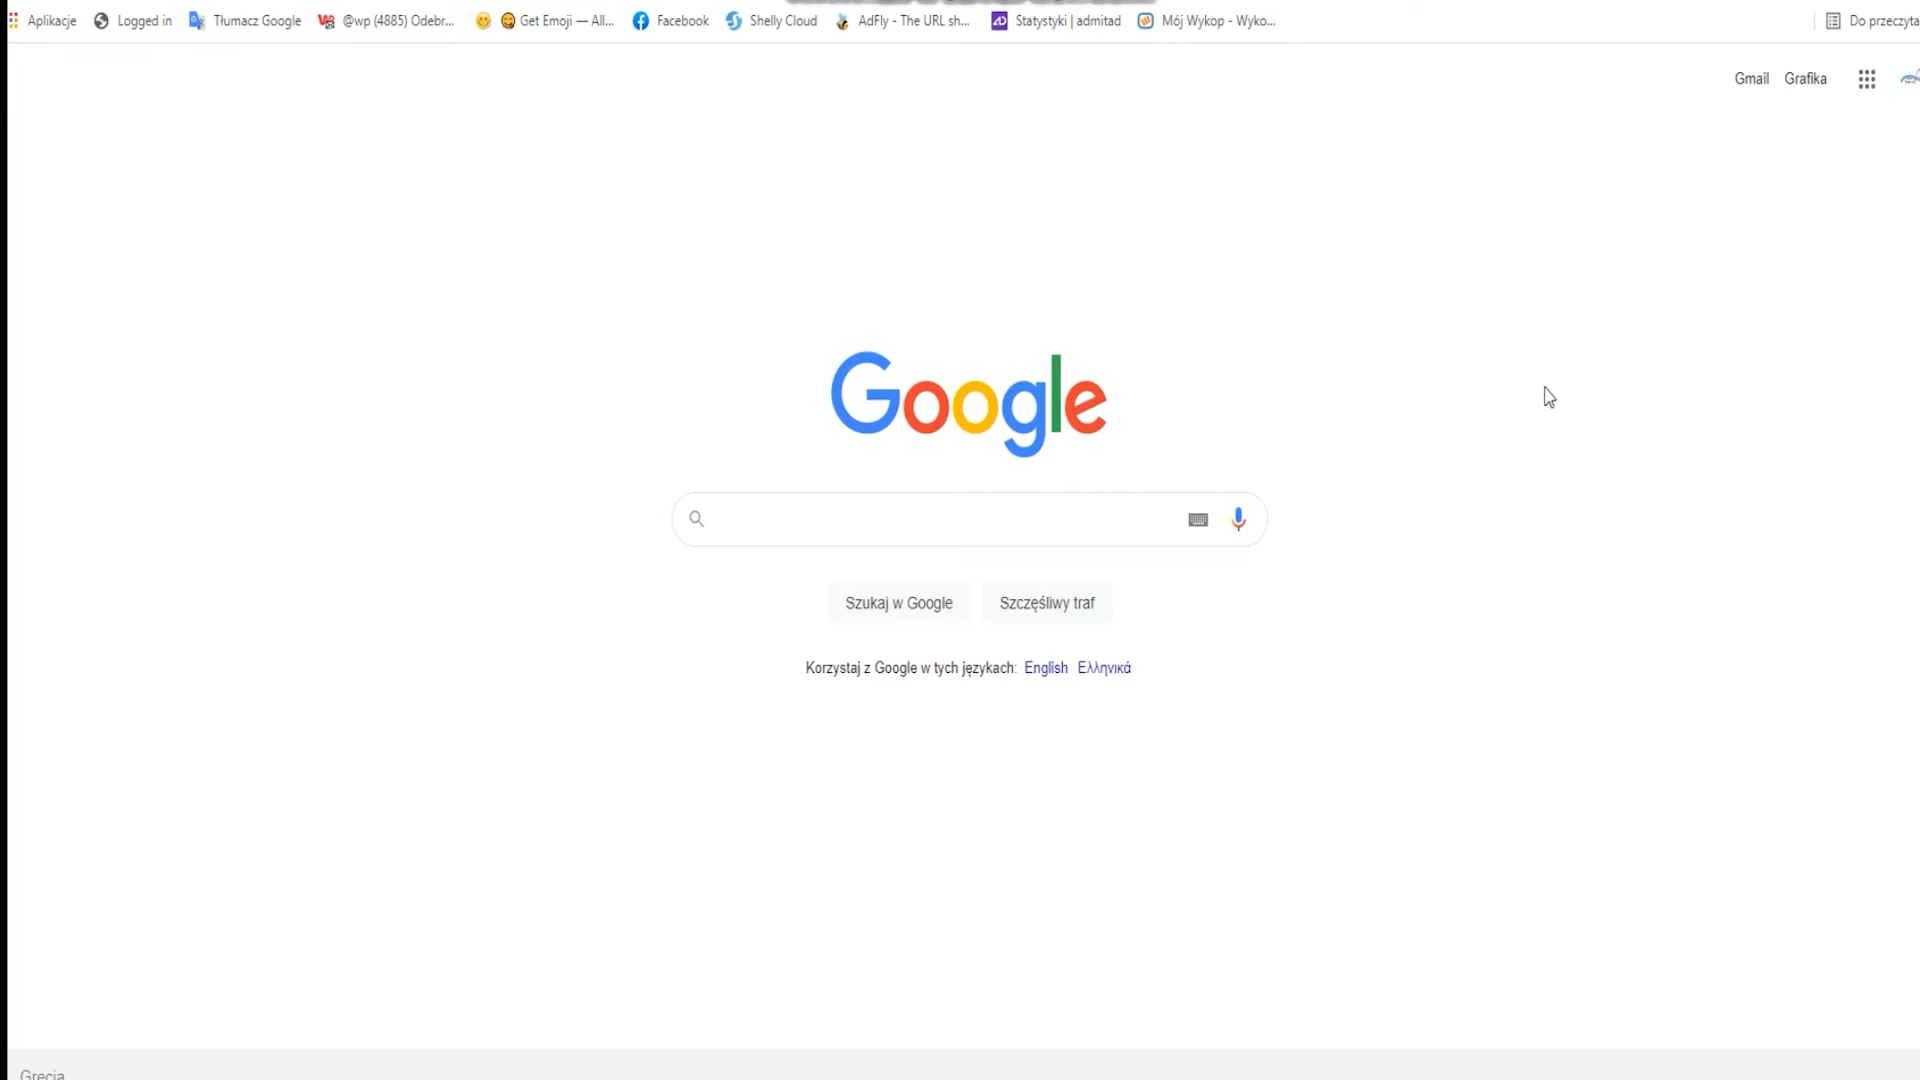 Aplikacje Logged in Tłumacz Google @wp (4885) Odebr... Get Emoji — All... Facebook Shelly Cloud AdFly - The URL sh... Statystyki | admitad Mój Wykop - Wyko... Do przeczyta
Gmail Grafika
Google
Szukaj w Google Szczęśliwy traf
Korzystaj z Google w tych językach: English Ελληνικά
Grecja